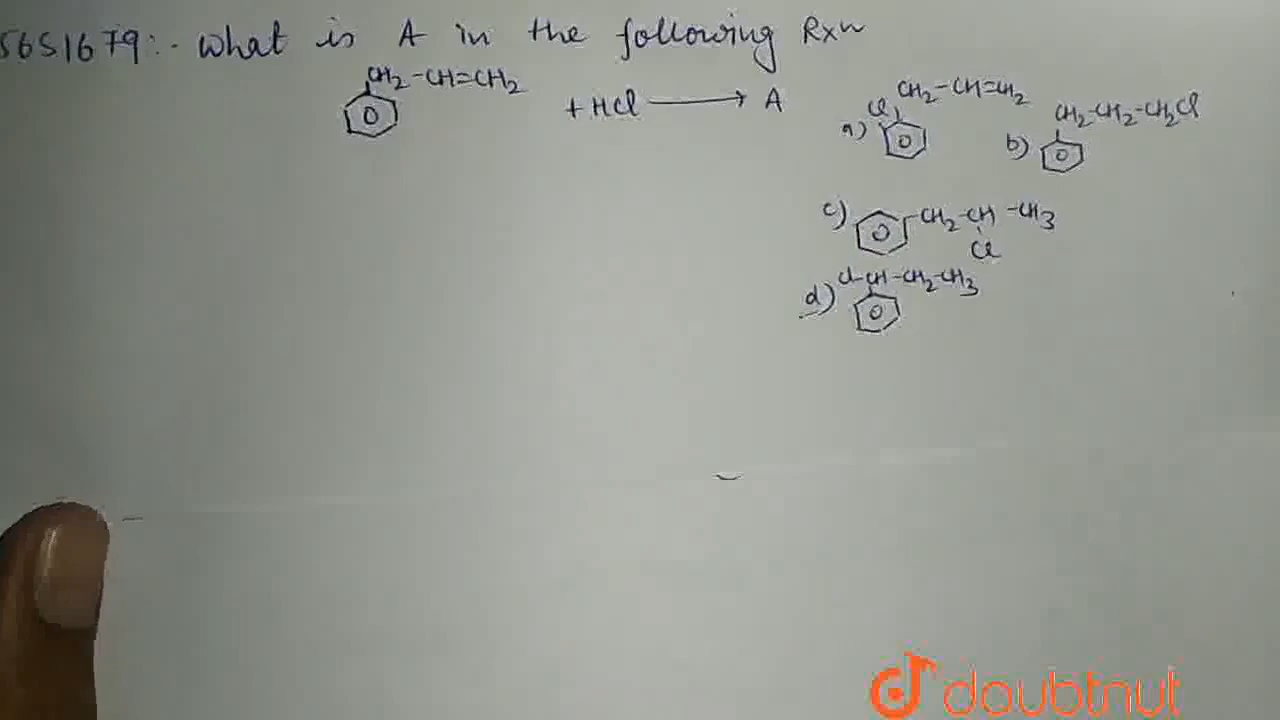 5651679:- What is A in the following Rxn
CH2-CH=CH2
+ HCl → A
a) Cl CH2-CH=CH2
b) CH2-CH2-CH2Cl
c) CH2-CH-CH3
Cl
d) Cl-CH-CH2-CH3
doubtnut